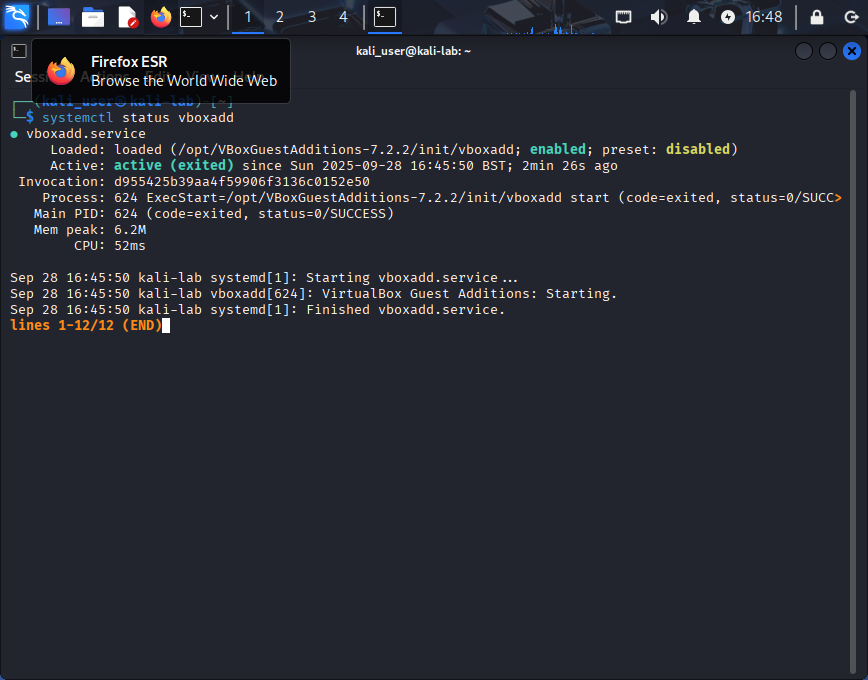 1 2 3 4 16:48
kali_user@kali-lab: ~
Firefox ESR
Browse the World Wide Web
(kali_user@kali-lab)-[~]
$ systemctl status vboxadd
● vboxadd.service
Loaded: loaded (/opt/VBoxGuestAdditions-7.2.2/init/vboxadd; enabled; preset: disabled)
Active: active (exited) since Sun 2025-09-28 16:45:50 BST; 2min 26s ago
Invocation: d955425b39aa4f59906f3136c0152e50
Process: 624 ExecStart=/opt/VBoxGuestAdditions-7.2.2/init/vboxadd start (code=exited, status=0/SUCC>
Main PID: 624 (code=exited, status=0/SUCCESS)
Mem peak: 6.2M
CPU: 52ms
Sep 28 16:45:50 kali-lab systemd[1]: Starting vboxadd.service...
Sep 28 16:45:50 kali-lab vboxadd[624]: VirtualBox Guest Additions: Starting.
Sep 28 16:45:50 kali-lab systemd[1]: Finished vboxadd.service.
lines 1-12/12 (END)